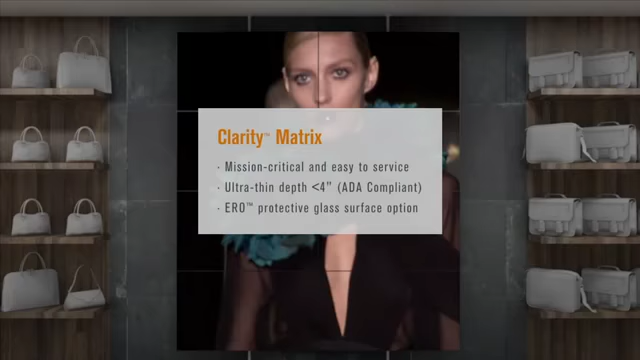 Clarity™ Matrix
· Mission-critical and easy to service
· Ultra-thin depth <4" (ADA Compliant)
· ERO™ protective glass surface option